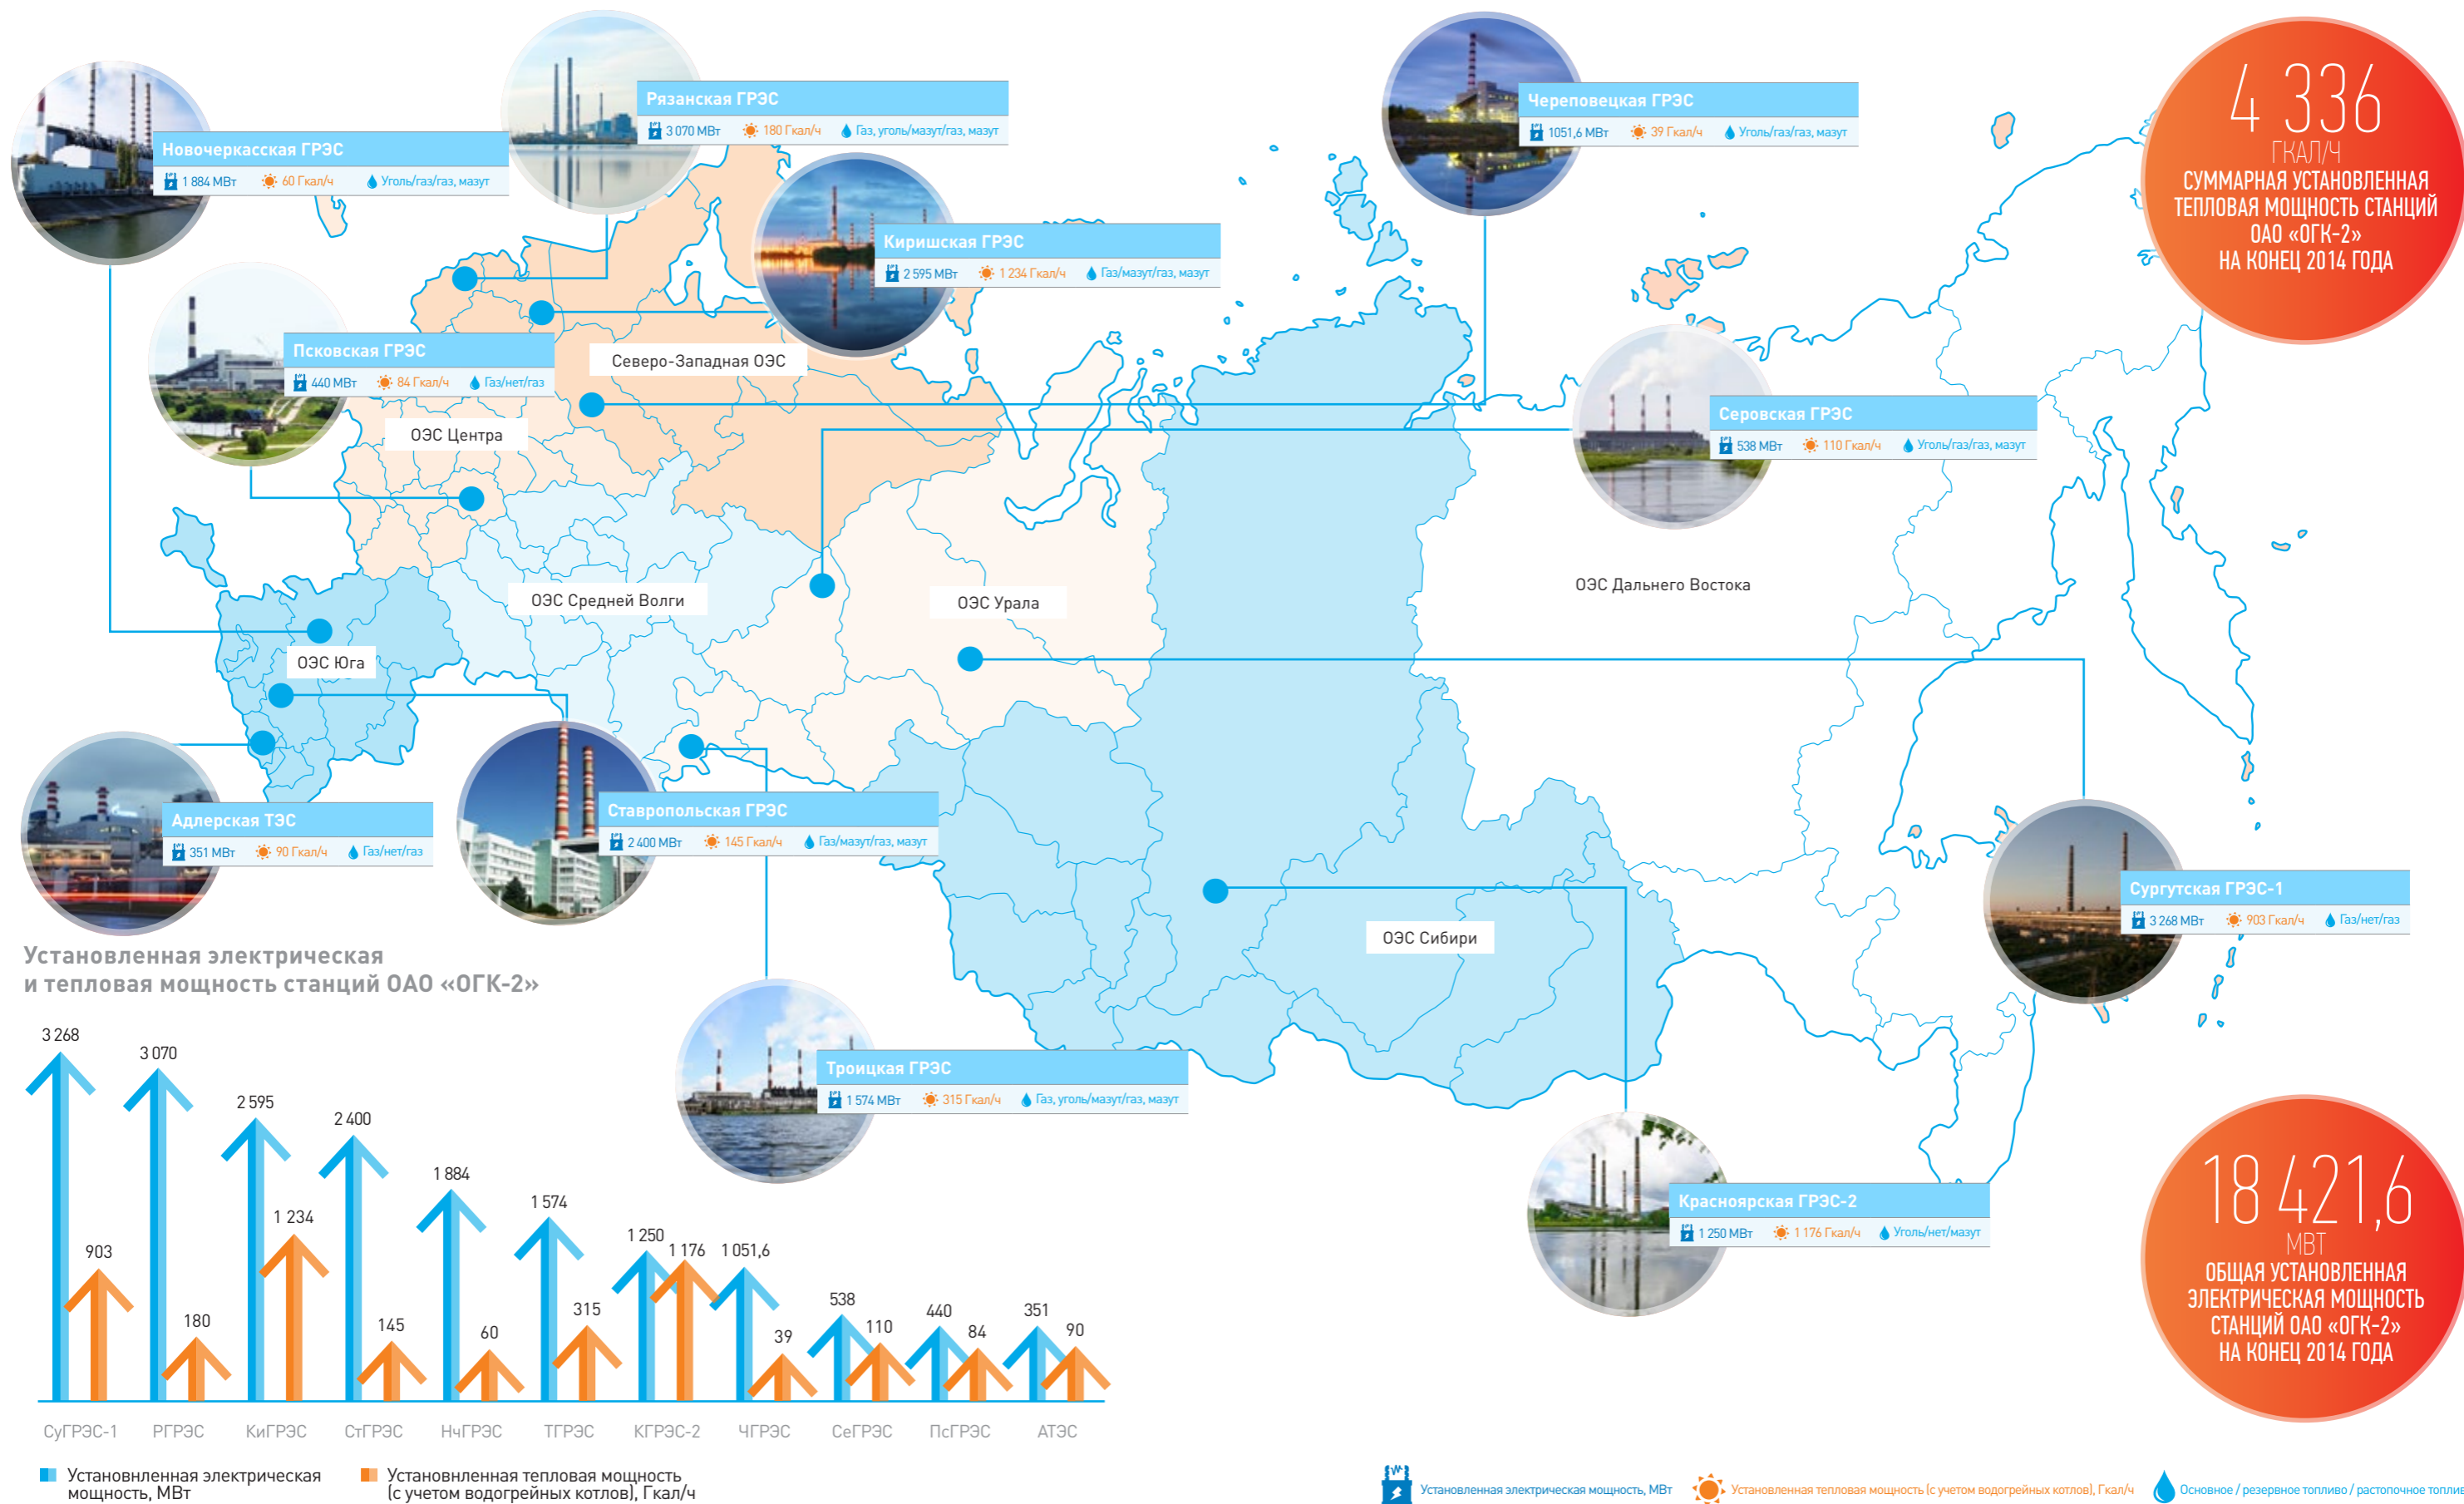 Новочеркасская ГРЭС
1 884 МВт 60 Гкал/ч Уголь/газ/газ, мазут
Рязанская ГРЭС
3 070 МВт 180 Гкал/ч Газ, уголь/мазут/газ, мазут
Киришская ГРЭС
2 595 МВт 1 234 Гкал/ч Газ/мазут/газ, мазут
Череповецкая ГРЭС
1051,6 МВт 39 Гкал/ч Уголь/газ/газ, мазут
4 336
ГКАЛ/Ч
СУММАРНАЯ УСТАНОВЛЕННАЯ
ТЕПЛОВАЯ МОЩНОСТЬ СТАНЦИЙ
ОАО «ОГК-2»
НА КОНЕЦ 2014 ГОДА
Псковская ГРЭС
440 МВт 84 Гкал/ч Газ/нет/газ
Северо-Западная ОЭС
ОЭС Центра
Серовская ГРЭС
538 МВт 110 Гкал/ч Уголь/газ/газ, мазут
ОЭС Средней Волги
ОЭС Урала
ОЭС Дальнего Востока
ОЭС Юга
Адлерская ТЭС
351 МВт 90 Гкал/ч Газ/нет/газ
Ставропольская ГРЭС
2 400 МВт 145 Гкал/ч Газ/мазут/газ, мазут
Сургутская ГРЭС-1
3 268 МВт 903 Гкал/ч Газ/нет/газ
ОЭС Сибири
Троицкая ГРЭС
1 574 МВт 315 Гкал/ч Газ, уголь/мазут/газ, мазут
Красноярская ГРЭС-2
1 250 МВт 1 176 Гкал/ч Уголь/нет/мазут
18 421,6
МВТ
ОБЩАЯ УСТАНОВЛЕННАЯ
ЭЛЕКТРИЧЕСКАЯ МОЩНОСТЬ
СТАНЦИЙ ОАО «ОГК-2»
НА КОНЕЦ 2014 ГОДА
Установленная электрическая
и тепловая мощность станций ОАО «ОГК-2»
3 268 903
3 070 180
2 595 1 234
2 400 145
1 884 60
1 574 315
1 250 1 176
1 051,6 39
538 110
440 84
351 90
СуГРЭС-1 РГРЭС КиГРЭС СтГРЭС НчГРЭС ТГРЭС КГРЭС-2 ЧГРЭС СеГРЭС ПсГРЭС АТЭС
Установнленная электрическая
мощность, МВт
Установнленная тепловая мощность
(с учетом водогрейных котлов), Гкал/ч
Установленная электрическая мощность, МВт
Установленная тепловая мощность (с учетом водогрейных котлов), Гкал/ч
Основное / резервное топливо / растопочное